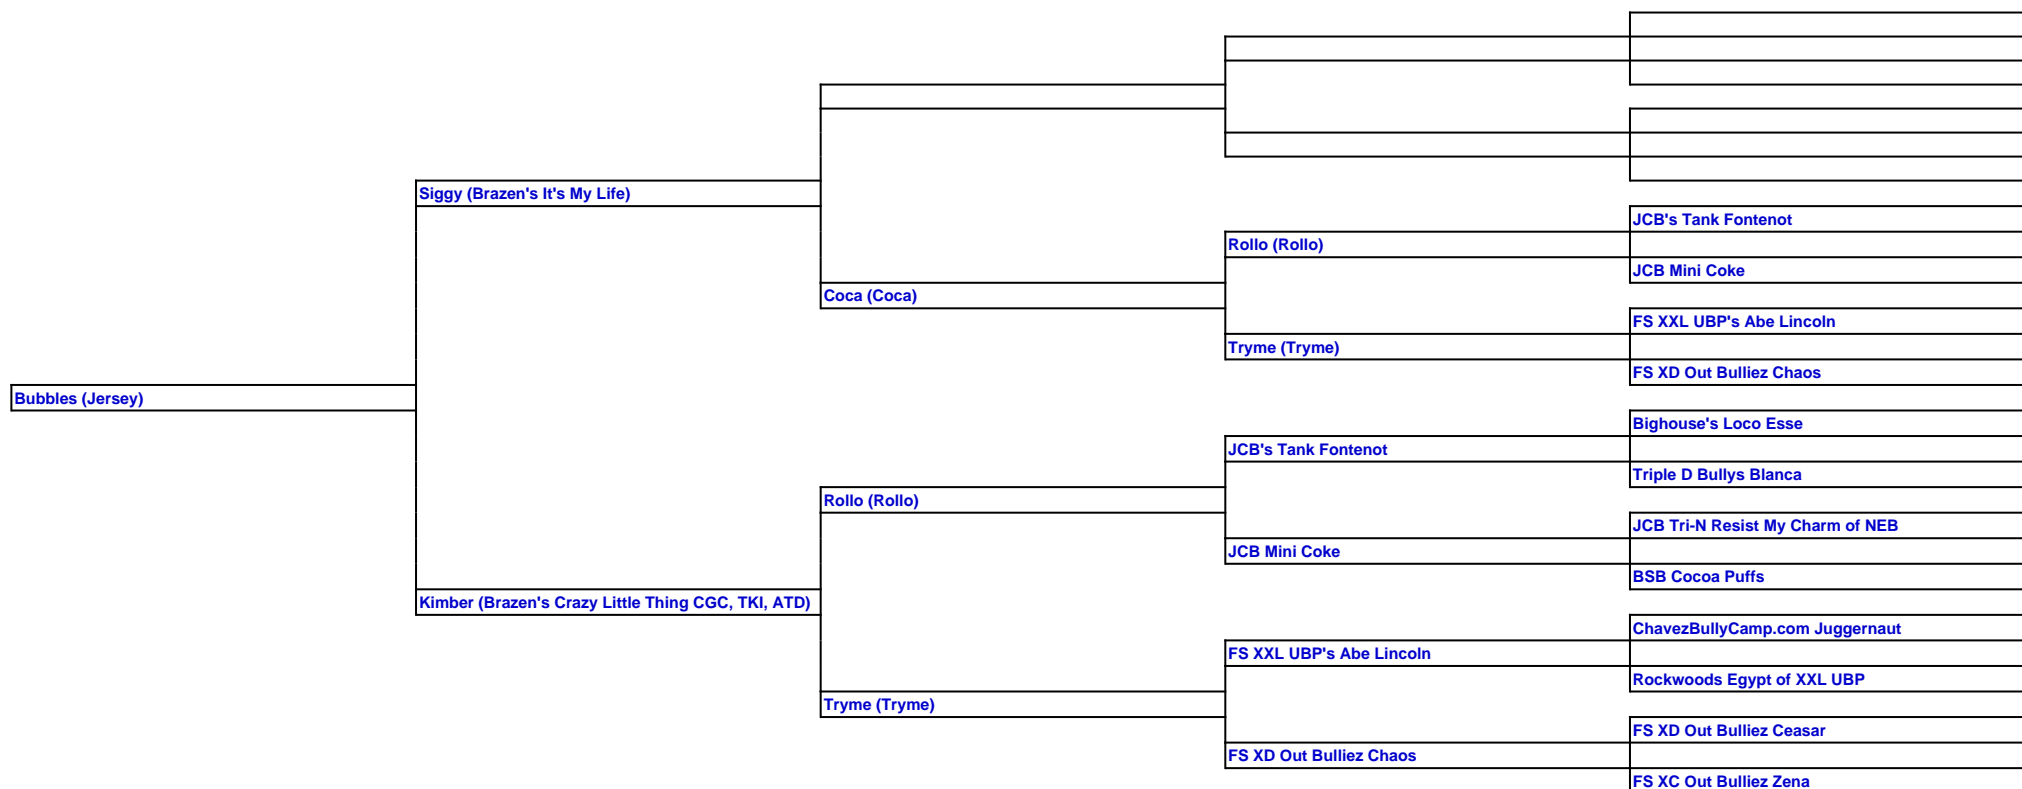 Siggy (Brazen's It's My Life)
JCB's Tank Fontenot
Rollo (Rollo)
JCB Mini Coke
Coca (Coca)
FS XXL UBP's Abe Lincoln
Tryme (Tryme)
FS XD Out Bulliez Chaos
Bubbles (Jersey)
Bighouse's Loco Esse
JCB's Tank Fontenot
Triple D Bullys Blanca
Rollo (Rollo)
JCB Tri-N Resist My Charm of NEB
JCB Mini Coke
BSB Cocoa Puffs
Kimber (Brazen's Crazy Little Thing CGC, TKI, ATD)
ChavezBullyCamp.com Juggernaut
FS XXL UBP's Abe Lincoln
Rockwoods Egypt of XXL UBP
Tryme (Tryme)
FS XD Out Bulliez Ceasar
FS XD Out Bulliez Chaos
FS XC Out Bulliez Zena